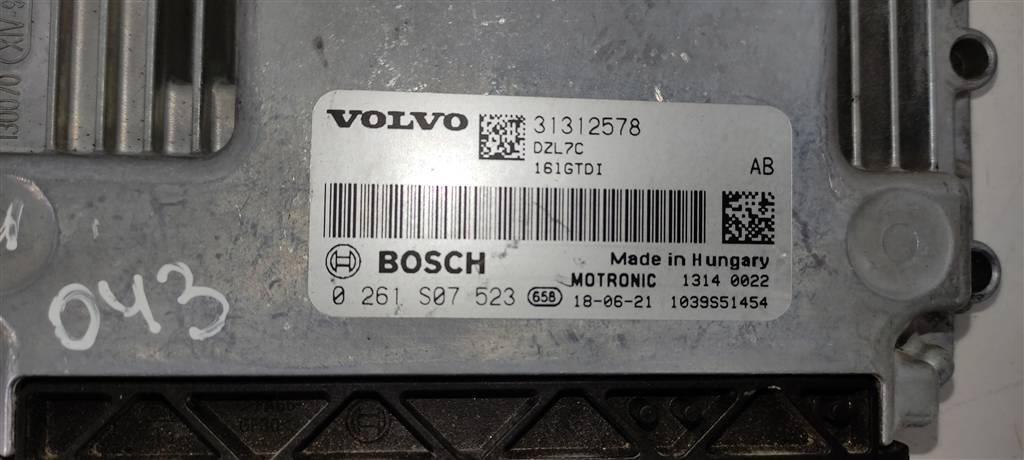 VOLVO 31312578
DZL7C
161GTDI AB
BOSCH Made in Hungary
MOTRONIC 1314 0022
0 261 S07 523 658 18-06-21 1039S51454
043
130070